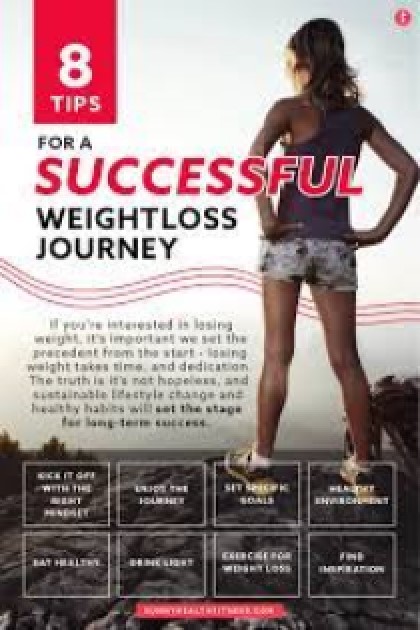 8
TIPS
FOR A
SUCCESSFUL
WEIGHTLOSS
JOURNEY
If you're interested in losing
weight, it's important we set the
precedent from the start - losing
weight takes time, and dedication.
The truth is it's not hopeless, and
sustainable lifestyle change and
healthy habits will set the stage
for long-term success.
KICK IT OFF
WITH THE
RIGHT
MINDSET
ENJOY THE
JOURNEY
SET SPECIFIC
GOALS
HEALTHY
ENVIRONMENT
EAT HEALTHY
DRINK LIGHT
EXERCISE FOR
WEIGHT LOSS
FIND
INSPIRATION
SUNNYHEALTHFITNESS.COM